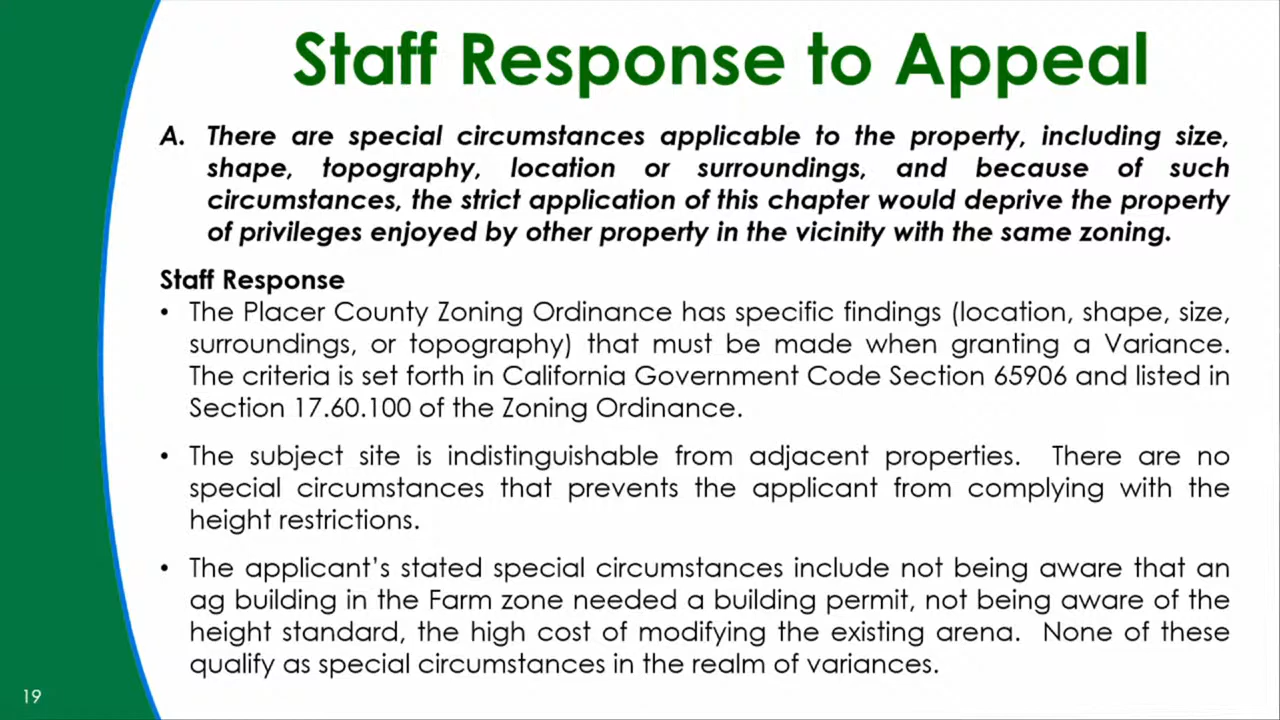 Staff Response to Appeal
A. There are special circumstances applicable to the property, including size,
shape, topography, location or surroundings, and because of such
circumstances, the strict application of this chapter would deprive the property
of privileges enjoyed by other property in the vicinity with the same zoning.
Staff Response
• The Placer County Zoning Ordinance has specific findings (location, shape, size,
surroundings, or topography) that must be made when granting a Variance.
The criteria is set forth in California Government Code Section 65906 and listed in
Section 17.60.100 of the Zoning Ordinance.
• The subject site is indistinguishable from adjacent properties. There are no
special circumstances that prevents the applicant from complying with the
height restrictions.
• The applicant’s stated special circumstances include not being aware that an
ag building in the Farm zone needed a building permit, not being aware of the
height standard, the high cost of modifying the existing arena. None of these
qualify as special circumstances in the realm of variances.
19